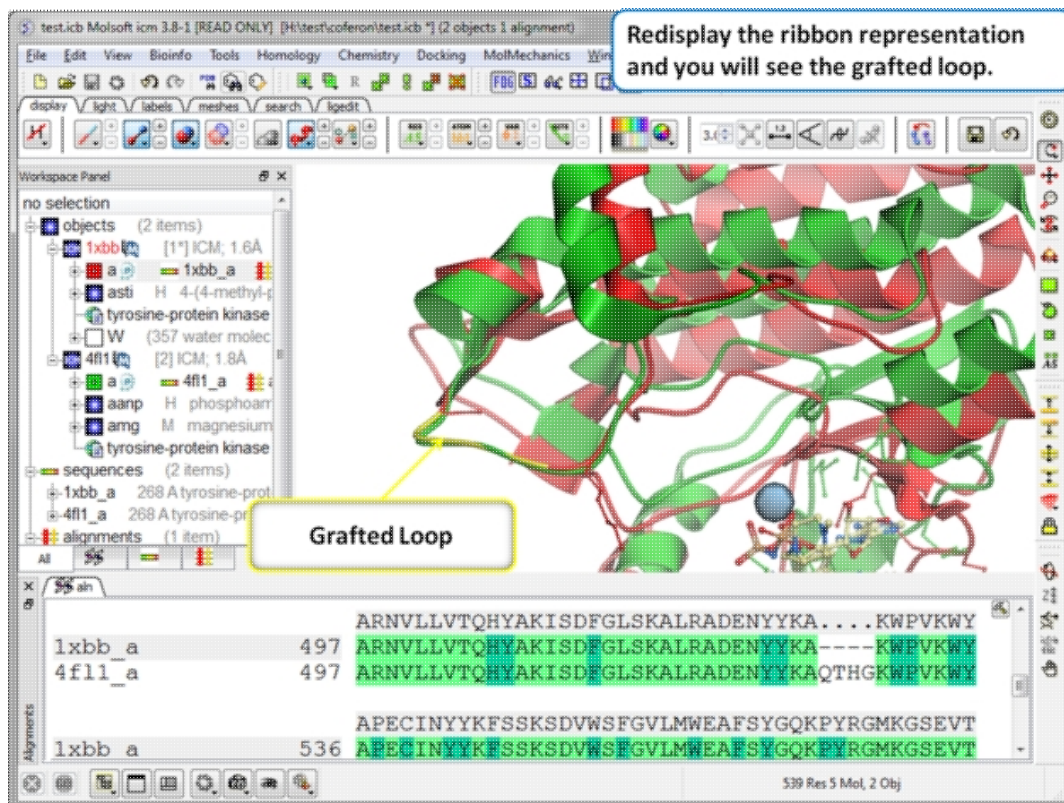 test.icb Molsoft icm 3.8-1 [READ ONLY] [H:\test\coferon\test.icb *] (2 objects 1 alignment)
Redisplay the ribbon representation
and you will see the grafted loop.
File Edit View Bioinfo Tools Homology Chemistry Docking MolMechanics
display light labels meshes search ligedit
Workspace Panel
no selection
objects (2 items)
1xbb [1*] ICM; 1.6Å
a 1xbb_a
asti H 4-(4-methyl-p
tyrosine-protein kinase
W (357 water molec
4fl1 [2] ICM; 1.8Å
a 4fl1_a
aanp H phosphoam
amg M magnesium
tyrosine-protein kinase
sequences (2 items)
1xbb_a 268 A tyrosine-prot
4fl1_a 268 A tyrosine-pr
alignments (1 item)
All
Grafted Loop
aln
ARNVLLVTQHYAKISDFGLSKALRADENYYKA....KWPVKWY
1xbb_a 497 ARNVLLVTQHYAKISDFGLSKALRADENYYKA----KWPVKWY
4fl1_a 497 ARNVLLVTQHYAKISDFGLSKALRADENYYKAQTHGKWPVKWY
APECINYYKFSSKSDVWSFGVLMWEAFSYGQKPYRGMKGSEVT
1xbb_a 536 APECINYYKFSSKSDVWSFGVLMWEAFSYGQKPYRGMKGSEVT
Alignments
539 Res 5 Mol, 2 Obj